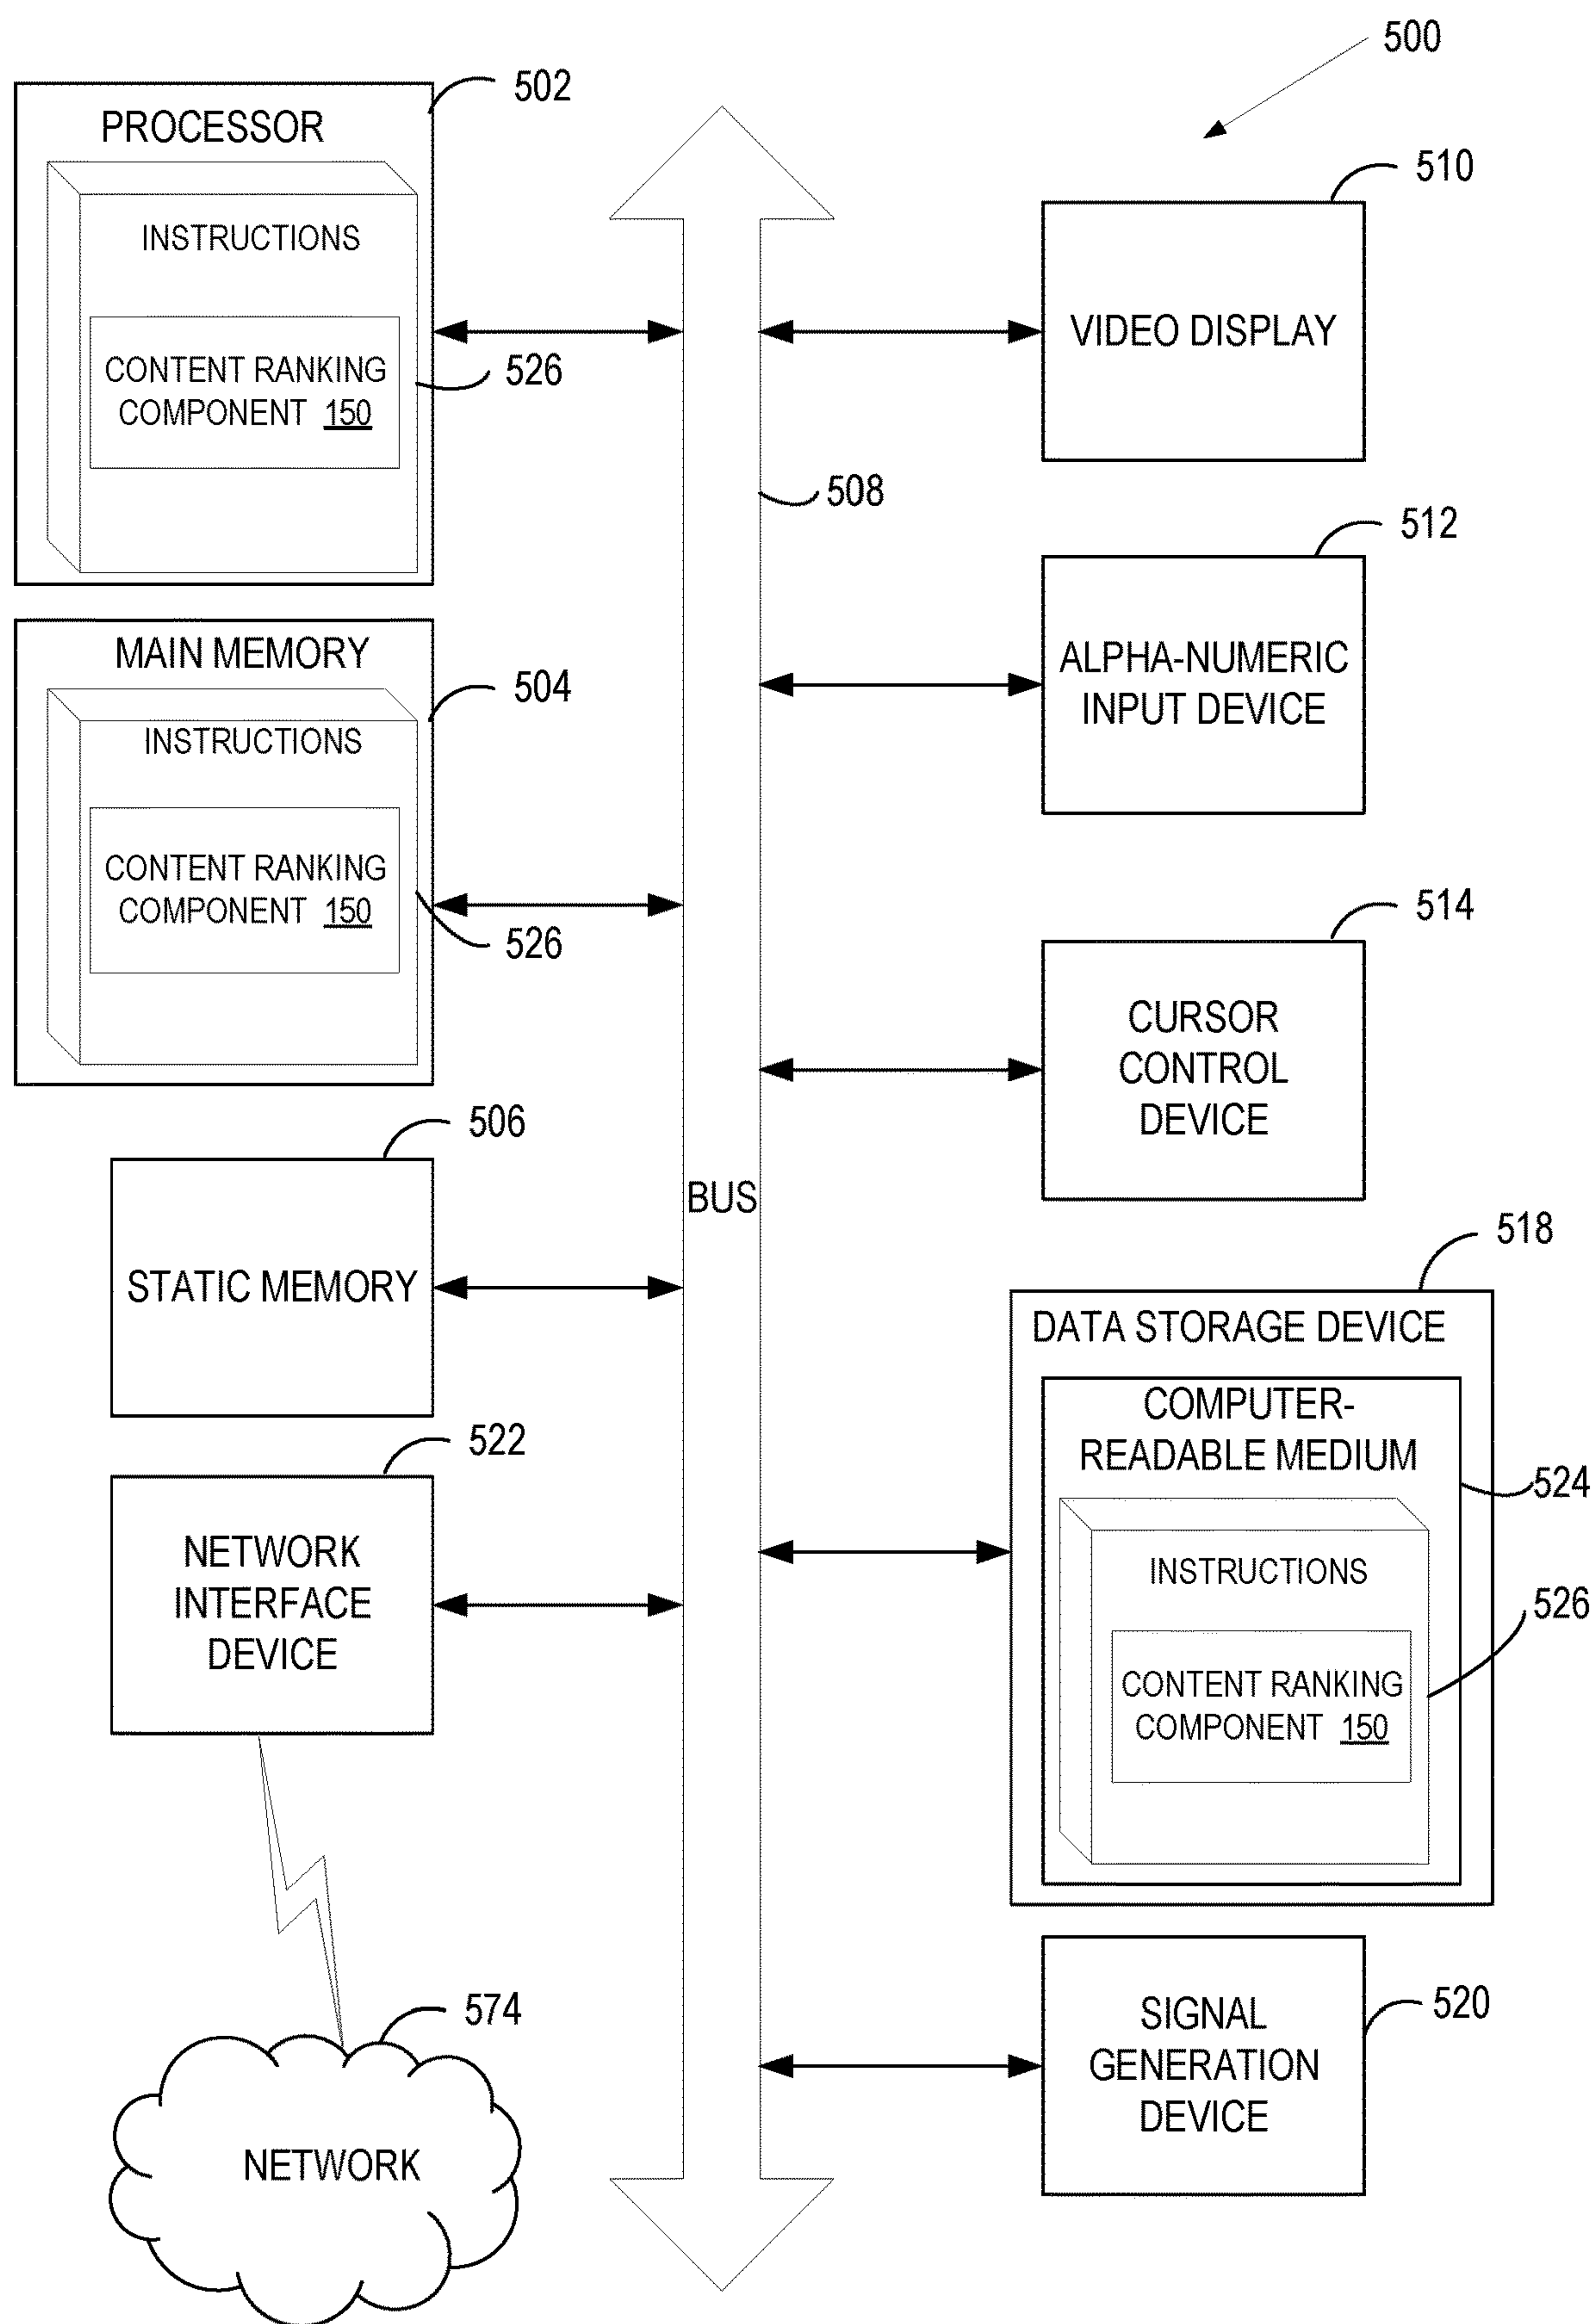 500
502
PROCESSOR
INSTRUCTIONS
CONTENT RANKING
COMPONENT 150
526
504
MAIN MEMORY
INSTRUCTIONS
CONTENT RANKING
COMPONENT 150
526
506
STATIC MEMORY
522
NETWORK
INTERFACE
DEVICE
574
NETWORK
508
BUS
510
VIDEO DISPLAY
512
ALPHA-NUMERIC
INPUT DEVICE
514
CURSOR
CONTROL
DEVICE
518
DATA STORAGE DEVICE
COMPUTER-
READABLE MEDIUM
524
INSTRUCTIONS
526
CONTENT RANKING
COMPONENT 150
520
SIGNAL
GENERATION
DEVICE